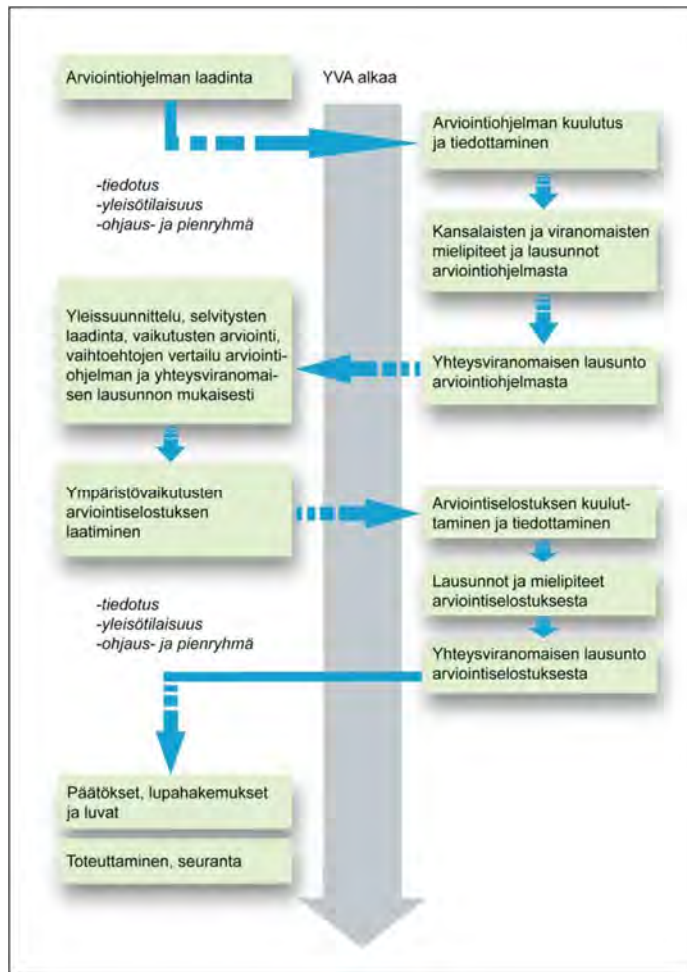 Arviointiohjelman laadinta
YVA alkaa
Arviointiohjelman kuulutus
ja tiedottaminen
-tiedotus
-yleisötilaisuus
-ohjaus- ja pienryhmä
Kansalaisten ja viranomaisten
mielipiteet ja lausunnot
arviointiohjelmasta
Yhteysviranomaisen lausunto
arviointiohjelmasta
Yleissuunnittelu, selvitysten
laadinta, vaikutusten arviointi,
vaihtoehtojen vertailu arviointi-
ohjelman ja yhteysviranomai-
sen lausunnon mukaisesti
Ympäristövaikutusten
arviointiselostuksen
laatiminen
Arviointiselostuksen kuulut-
taminen ja tiedottaminen
Lausunnot ja mielipiteet
arviointiselostuksesta
Yhteysviranomaisen lausunto
arviointiselostuksesta
-tiedotus
-yleisötilaisuus
-ohjaus- ja pienryhmä
Päätökset, lupahakemukset
ja luvat
Toteuttaminen, seuranta